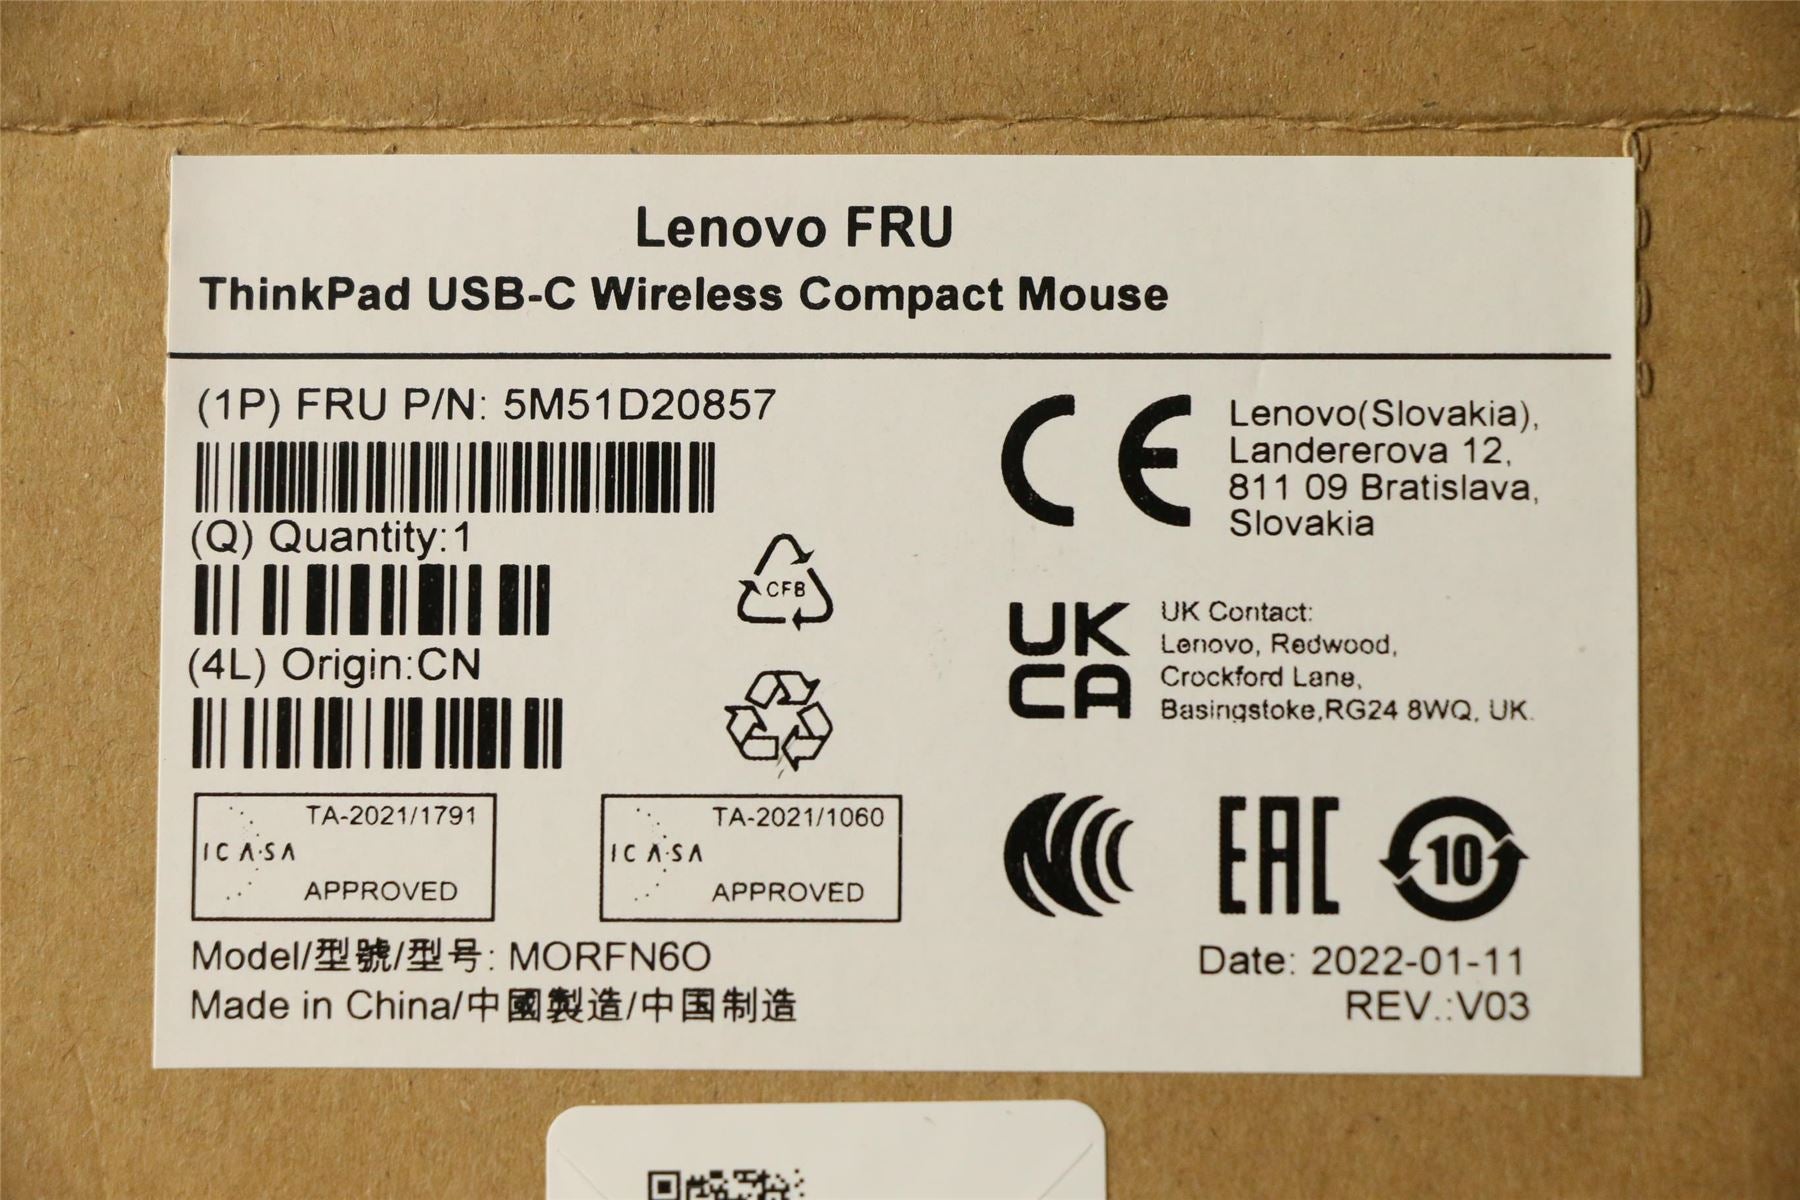 Lenovo FRU
ThinkPad USB-C Wireless Compact Mouse
(1P) FRU P/N: 5M51D20857
(Q) Quantity:1
(4L) Origin:CN
CFB
TA-2021/1791
ICASA
APPROVED
TA-2021/1060
ICASA
APPROVED
Model/型號/型号: MORFN6O
Made in China/中國製造/中国制造
CE
Lenovo(Slovakia),
Landererova 12,
811 09 Bratislava,
Slovakia
UK
CA
UK Contact:
Lenovo, Redwood,
Crockford Lane,
Basingstoke,RG24 8WQ, UK.
EAC
10
Date: 2022-01-11
REV.:V03